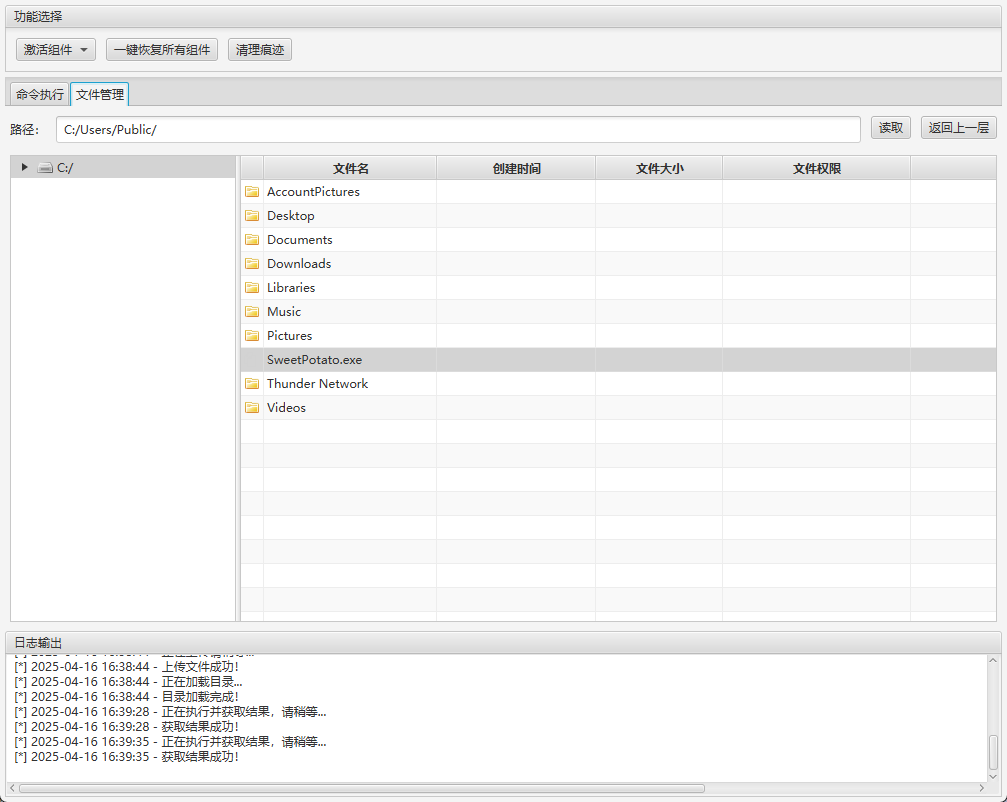 功能选择
激活组件 一键恢复所有组件 清理痕迹
命令执行 文件管理
路径: C:/Users/Public/ 读取 返回上一层
C:/ 文件名 创建时间 文件大小 文件权限
AccountPictures
Desktop
Documents
Downloads
Libraries
Music
Pictures
SweetPotato.exe
Thunder Network
Videos
日志输出
[*] 2025-04-16 16:38:44 - 上传文件成功!
[*] 2025-04-16 16:38:44 - 正在加载目录...
[*] 2025-04-16 16:38:44 - 目录加载完成!
[*] 2025-04-16 16:39:28 - 正在执行并获取结果，请稍等...
[*] 2025-04-16 16:39:28 - 获取结果成功!
[*] 2025-04-16 16:39:35 - 正在执行并获取结果，请稍等...
[*] 2025-04-16 16:39:35 - 获取结果成功!